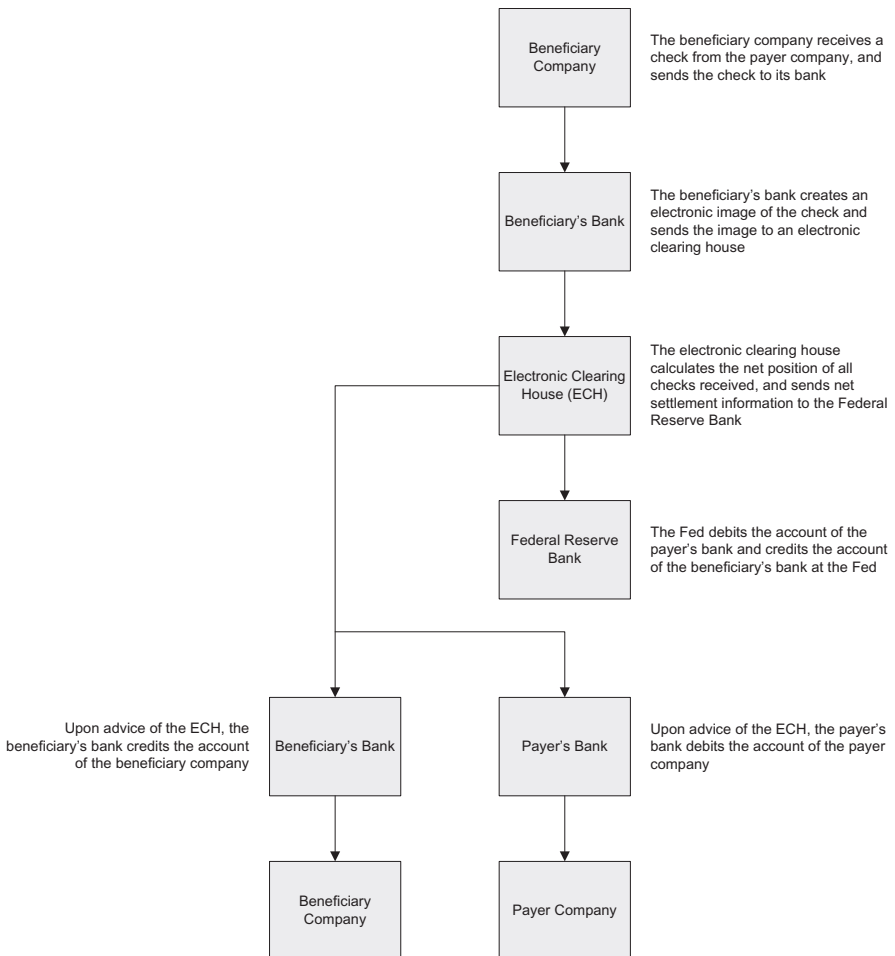 Beneficiary
Company
The beneficiary company receives a
check from the payer company, and
sends the check to its bank
Beneficiary’s Bank
The beneficiary’s bank creates an
electronic image of the check and
sends the image to an electronic
clearing house
Electronic Clearing
House (ECH)
The electronic clearing house
calculates the net position of all
checks received, and sends net
settlement information to the Federal
Reserve Bank
Federal Reserve
Bank
The Fed debits the account of the
payer’s bank and credits the account
of the beneficiary’s bank at the Fed
Upon advice of the ECH, the
beneficiary’s bank credits the account
of the beneficiary company
Beneficiary’s Bank
Payer’s Bank
Upon advice of the ECH, the payer’s
bank debits the account of the payer
company
Beneficiary
Company
Payer Company